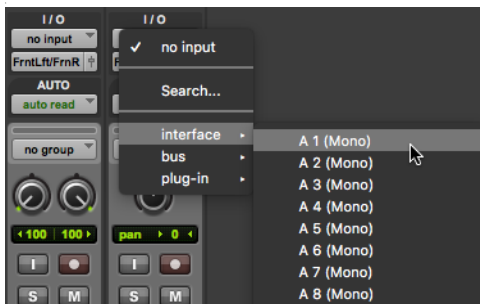 I / O
no input
FrntLft/FrnR
AUTO
auto read
no group
100 100
I
S M
I / O
F
pan 0
I
S M
✓ no input
Search...
interface
bus
plug-in
A 1 (Mono)
A 2 (Mono)
A 3 (Mono)
A 4 (Mono)
A 5 (Mono)
A 6 (Mono)
A 7 (Mono)
A 8 (Mono)